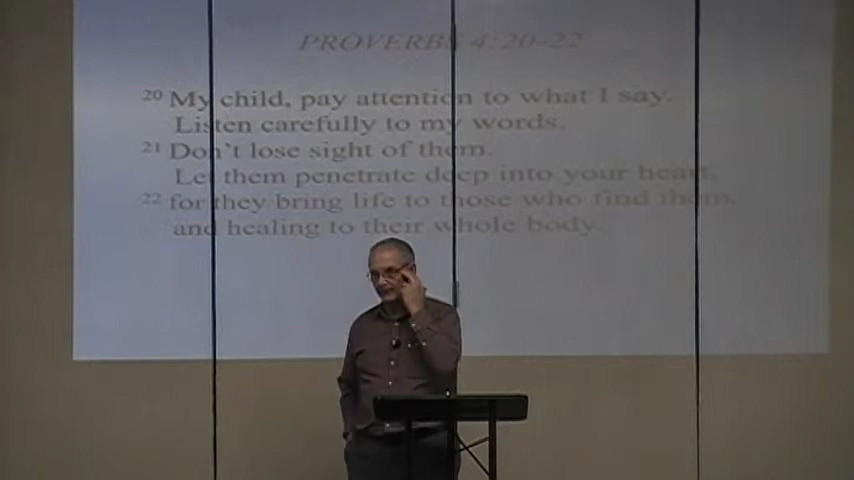 PROVERBS 4:20-22
20 My child, pay attention to what I say.
Listen carefully to my words.
21 Don't lose sight of them.
Let them penetrate deep into your heart,
22 for they bring life to those who find them,
and healing to their whole body.